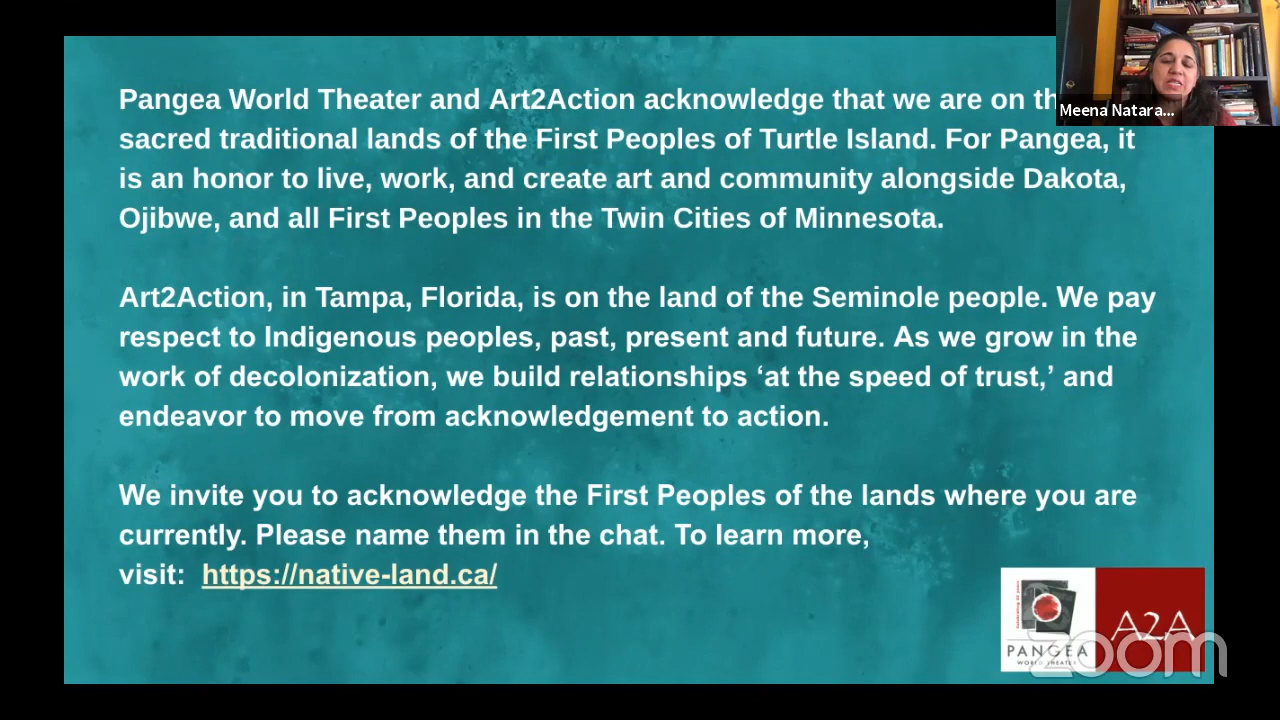 Pangea World Theater and Art2Action acknowledge that we are on th
sacred traditional lands of the First Peoples of Turtle Island. For Pangea, it
is an honor to live, work, and create art and community alongside Dakota,
Ojibwe, and all First Peoples in the Twin Cities of Minnesota.
Art2Action, in Tampa, Florida, is on the land of the Seminole people. We pay
respect to Indigenous peoples, past, present and future. As we grow in the
work of decolonization, we build relationships ‘at the speed of trust,’ and
endeavor to move from acknowledgement to action.
We invite you to acknowledge the First Peoples of the lands where you are
currently. Please name them in the chat. To learn more,
visit: https://native-land.ca/
Meena Natara...
PANGEA
WORLD THEATER
A2A
zoom